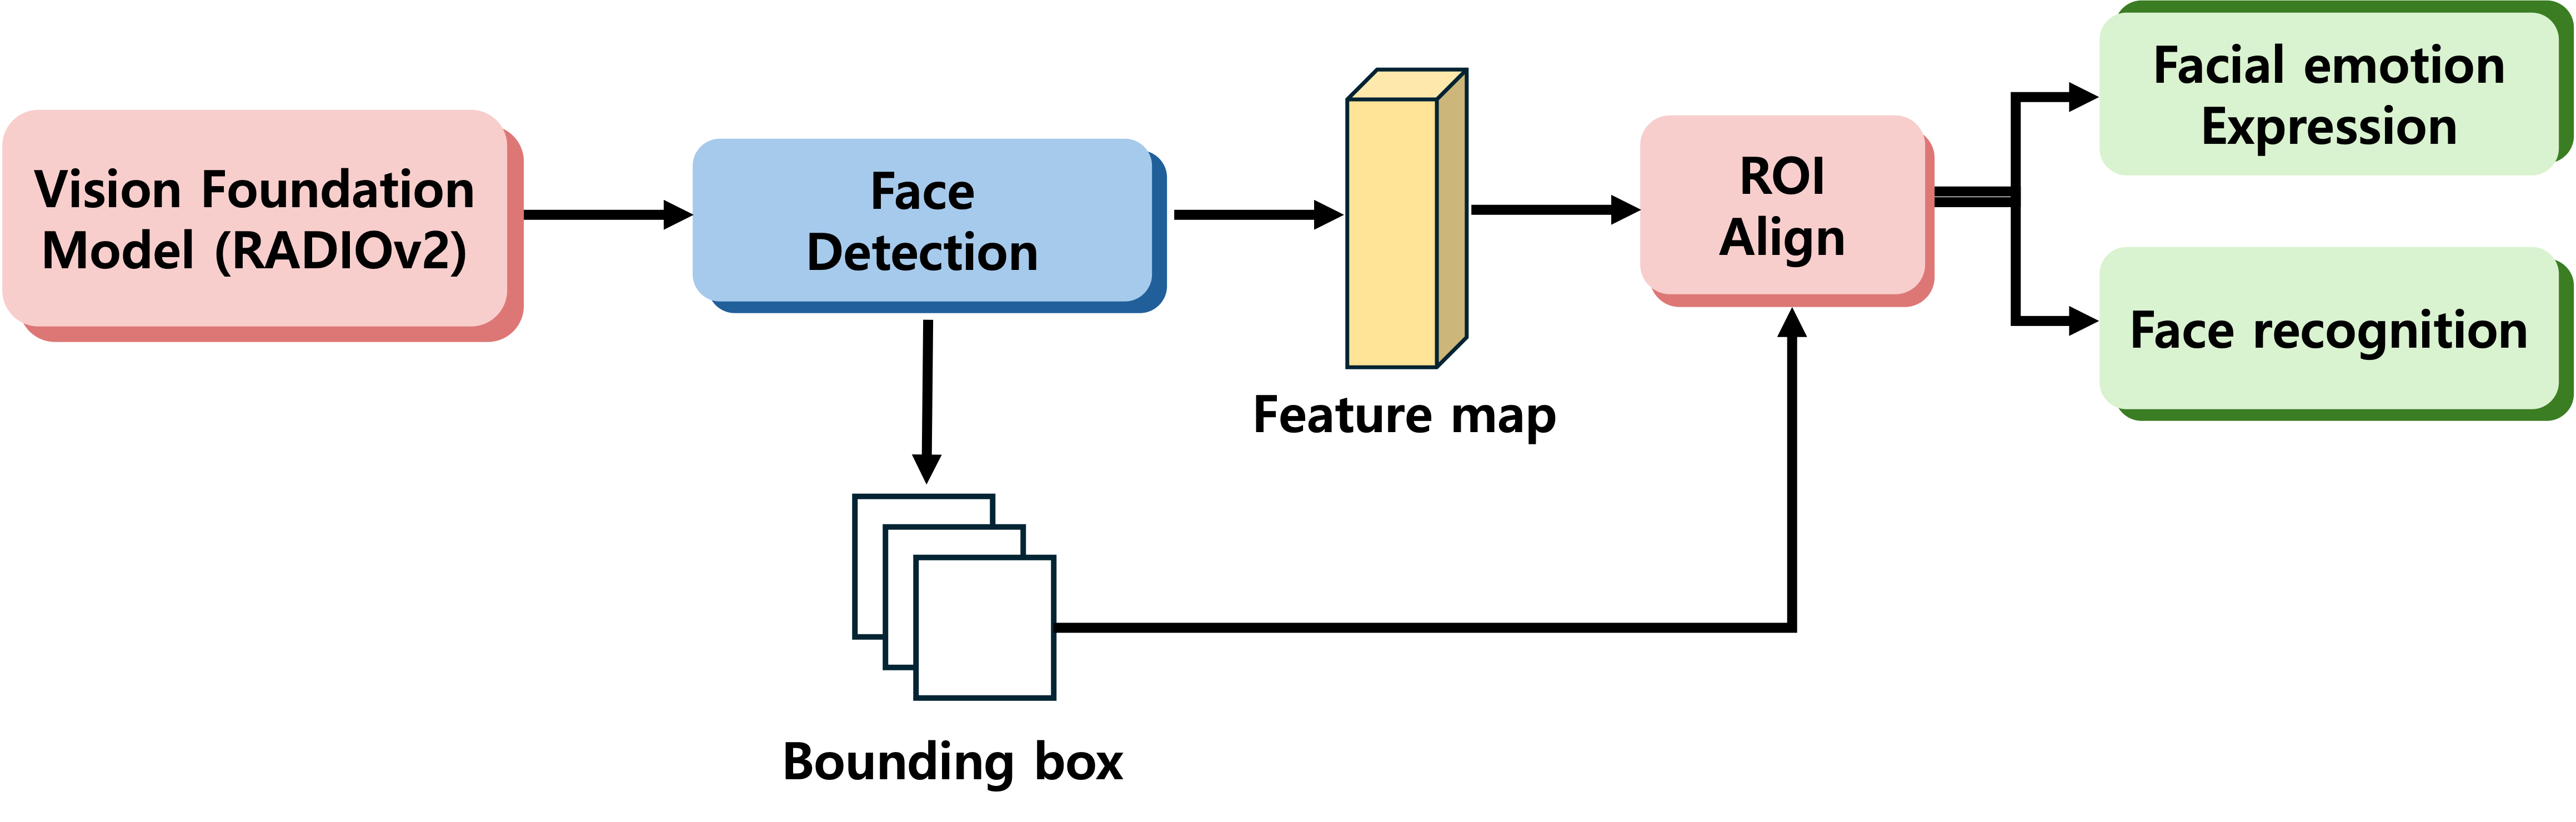 Vision Foundation
Model (RADIOv2)
Face
Detection
Bounding box
Feature map
ROI
Align
Facial emotion
Expression
Face recognition